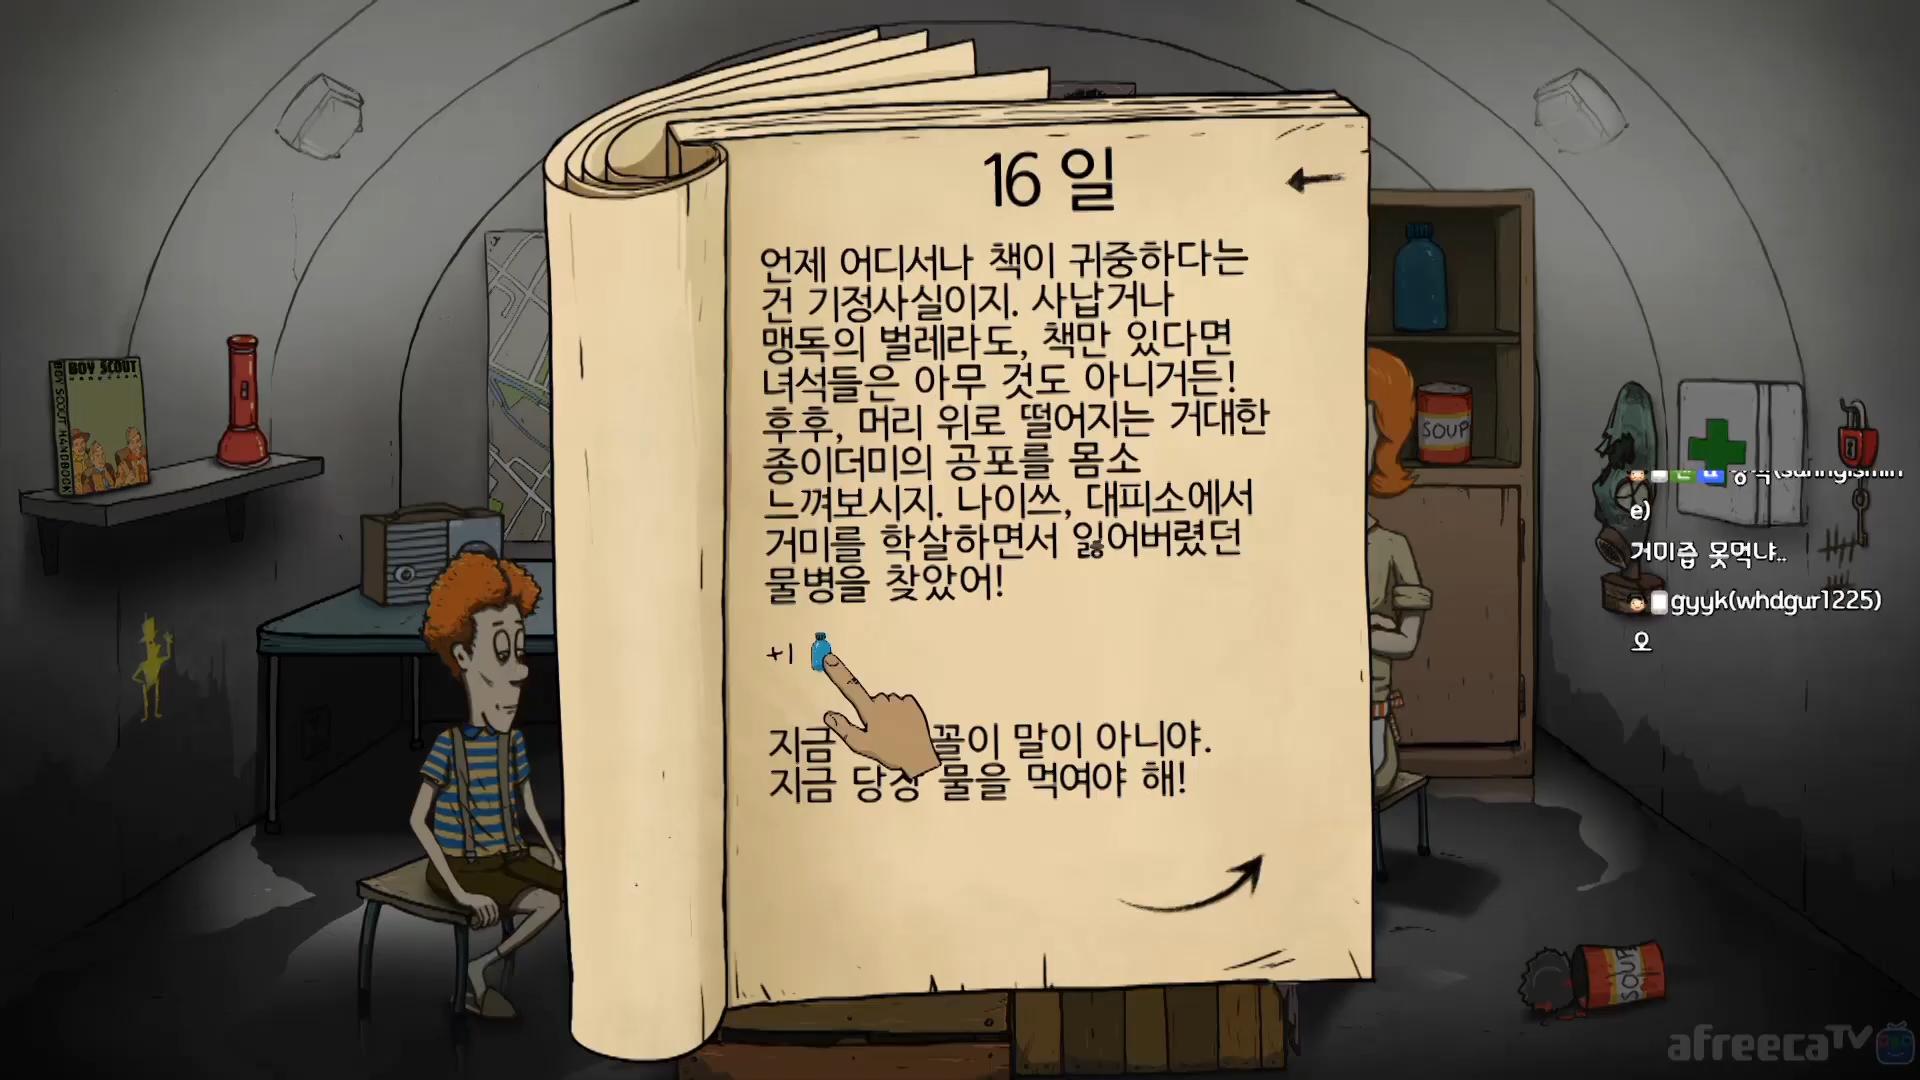 16 일
언제 어디서나 책이 귀중하다는
건 기정사실이지. 사납거나
맹독의 벌레라도, 책만 있다면
녀석들은 아무 것도 아니거든!
후후, 머리 위로 떨어지는 거대한
종이더미의 공포를 몸소
느껴보시지. 나이쓰, 대피소에서
거미를 학살하면서 잃어버렸던
물병을 찾았어!
+1
지금 꼴이 말이 아니야.
지금 당장 물을 먹여야 해!
BOY SCOUT
BOY SCOUT HANDBOOK
SOUP
e)
거미즙 못먹냐..
gyyk(whdgur1225)
오
SOUP
afreecaTV